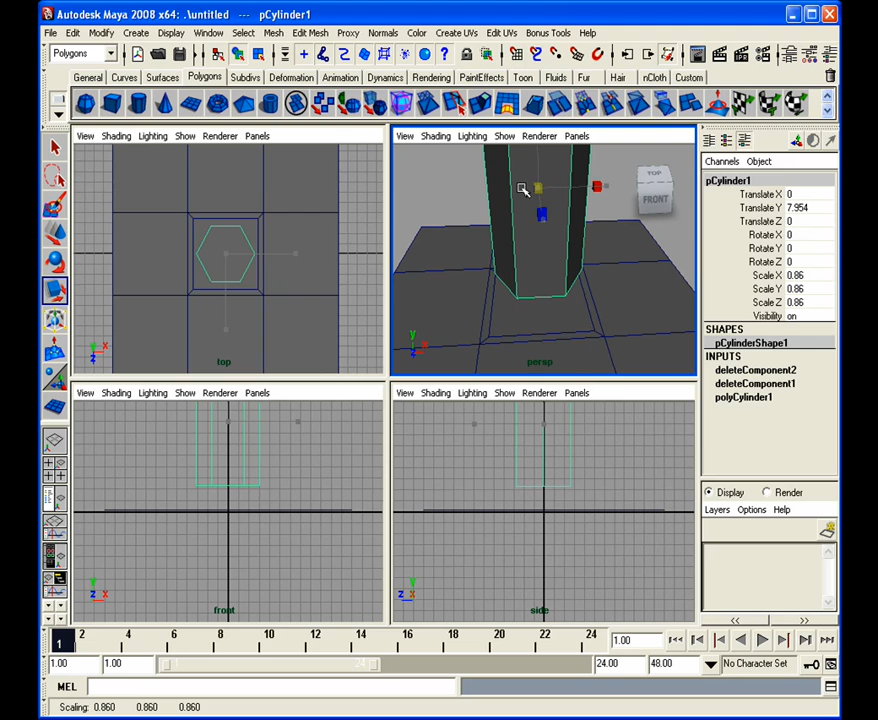 Autodesk Maya 2008 x64: .\untitled --- pCylinder1
File Edit Modify Create Display Window Select Mesh Edit Mesh Proxy Normals Color Create UVs Edit UVs Bonus Tools Help
Polygons
General Curves Surfaces Polygons Subdivs Deformation Animation Dynamics Rendering PaintEffects Toon Fluids Fur Hair nCloth Custom
View Shading Lighting Show Renderer Panels
View Shading Lighting Show Renderer Panels
TOP
FRONT
top
persp
y
z x
y
x
z
Channels Object
pCylinder1
Translate X 0
Translate Y 7.954
Translate Z 0
Rotate X 0
Rotate Y 0
Rotate Z 0
Scale X 0.86
Scale Y 0.86
Scale Z 0.86
Visibility on
SHAPES
pCylinderShape1
INPUTS
deleteComponent2
deleteComponent1
polyCylinder1
View Shading Lighting Show Renderer Panels
View Shading Lighting Show Renderer Panels
front
side
Display Render
Layers Options Help
<< >>
1 2 4 6 8 10 12 14 16 18 20 22 24 1.00
1.00 1.00 1 24 24.00 48.00 No Character Set
MEL
Scaling: 0.860 0.860 0.860